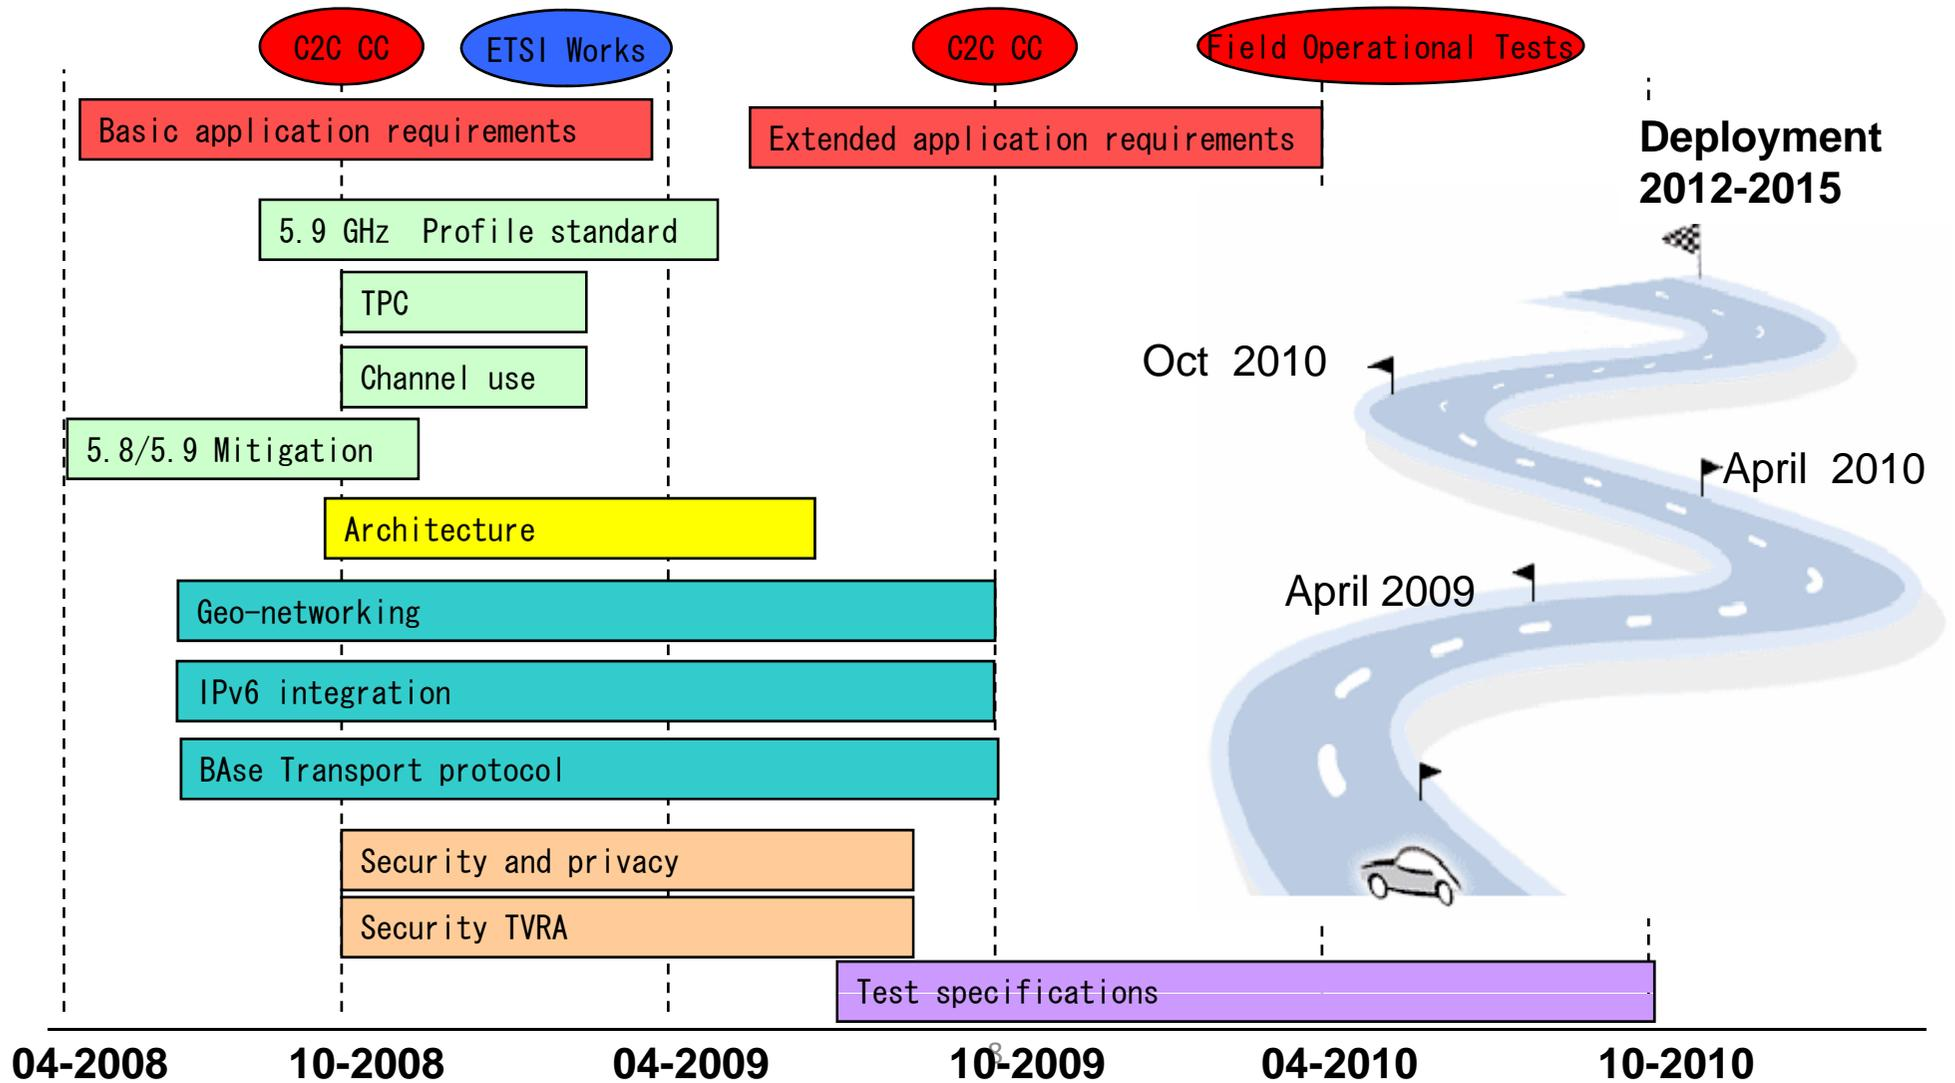 C2C CC
ETSI Works
C2C CC
Field Operational Tests
Basic application requirements
Extended application requirements
Deployment
2012-2015
5.9 GHz  Profile standard
TPC
Oct  2010
Channel use
5.8/5.9 Mitigation
April  2010
Architecture
April 2009
Geo-networking
IPv6 integration
BAse Transport protocol
Security and privacy
Security TVRA
Test specifications
8
04-2008
10-2008
04-2009
10-2009
04-2010
10-2010